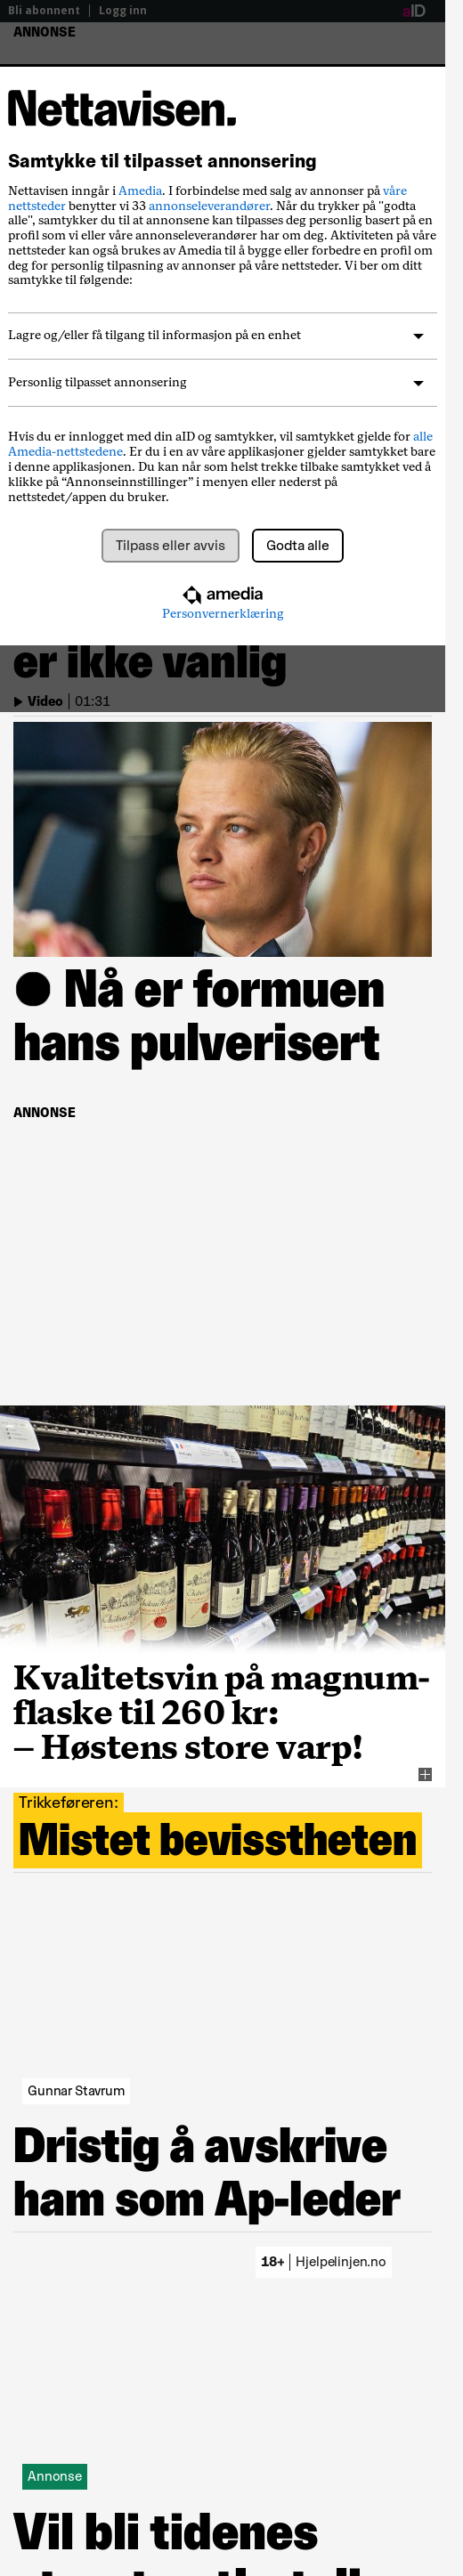 Bli abonnent | Logg inn
aID
ANNONSE
Nettavisen.
Samtykke til tilpasset annonsering
Nettavisen inngår i Amedia. I forbindelse med salg av annonser på våre
nettsteder benytter vi 33 annonseleverandører. Når du trykker på "godta
alle", samtykker du til at annonsene kan tilpasses deg personlig basert på en
profil som vi eller våre annonseleverandører har om deg. Aktiviteten på våre
nettsteder kan også brukes av Amedia til å bygge eller forbedre en profil om
deg for personlig tilpasning av annonser på våre nettsteder. Vi ber om ditt
samtykke til følgende:
Lagre og/eller få tilgang til informasjon på en enhet
Personlig tilpasset annonsering
Hvis du er innlogget med din aID og samtykker, vil samtykket gjelde for alle
Amedia-nettstedene. Er du i en av våre applikasjoner gjelder samtykket bare
i denne applikasjonen. Du kan når som helst trekke tilbake samtykket ved å
klikke på “Annonseinnstillinger” i menyen eller nederst på
nettstedet/appen du bruker.
Tilpass eller avvis
Godta alle
amedia
Personvernerklæring
er ikke vanlig
Video | 01:31
Nå er formuen
hans pulverisert
ANNONSE
Kvalitetsvin på magnum-
flaske til 260 kr:
– Høstens store varp!
Trikkeføreren:
Mistet bevisstheten
Gunnar Stavrum
Dristig å avskrive
ham som Ap-leder
18+ | Hjelpelinjen.no
Annonse
Vil bli tidenes